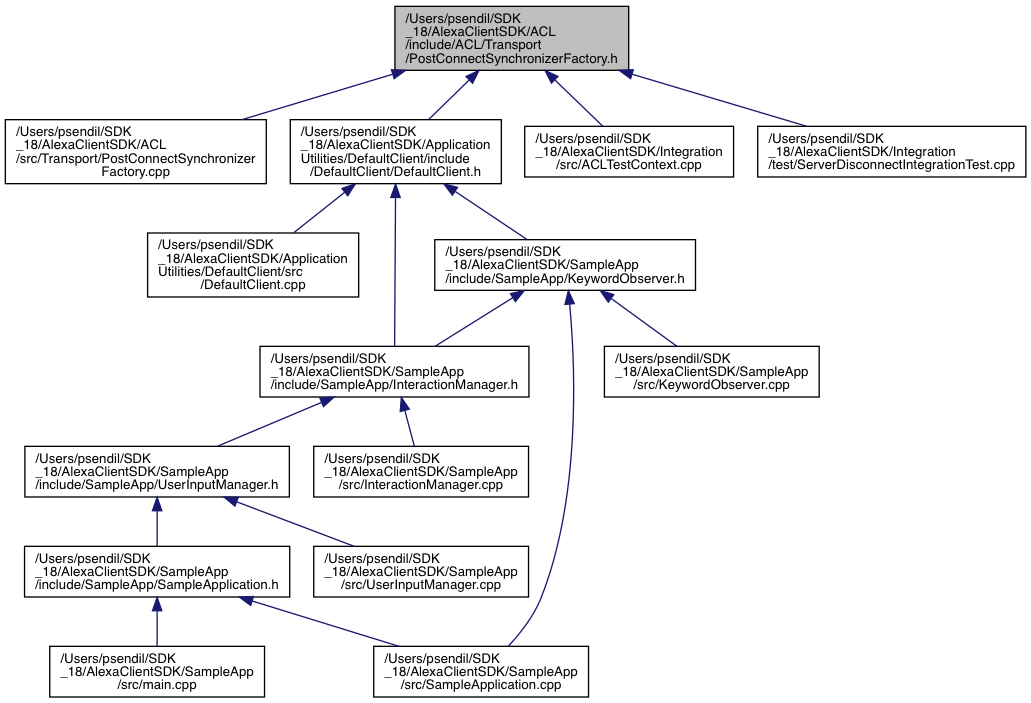 /Users/psendil/SDK
_18/AlexaClientSDK/ACL
/include/ACL/Transport
/PostConnectSynchronizerFactory.h
/Users/psendil/SDK
_18/AlexaClientSDK/ACL
/src/Transport/PostConnectSynchronizer
Factory.cpp
/Users/psendil/SDK
_18/AlexaClientSDK/Application
Utilities/DefaultClient/include
/DefaultClient/DefaultClient.h
/Users/psendil/SDK
_18/AlexaClientSDK/Integration
/src/ACLTestContext.cpp
/Users/psendil/SDK
_18/AlexaClientSDK/Integration
/test/ServerDisconnectIntegrationTest.cpp
/Users/psendil/SDK
_18/AlexaClientSDK/Application
Utilities/DefaultClient/src
/DefaultClient.cpp
/Users/psendil/SDK
_18/AlexaClientSDK/SampleApp
/include/SampleApp/KeywordObserver.h
/Users/psendil/SDK
_18/AlexaClientSDK/SampleApp
/include/SampleApp/InteractionManager.h
/Users/psendil/SDK
_18/AlexaClientSDK/SampleApp
/src/KeywordObserver.cpp
/Users/psendil/SDK
_18/AlexaClientSDK/SampleApp
/include/SampleApp/UserInputManager.h
/Users/psendil/SDK
_18/AlexaClientSDK/SampleApp
/src/InteractionManager.cpp
/Users/psendil/SDK
_18/AlexaClientSDK/SampleApp
/include/SampleApp/SampleApplication.h
/Users/psendil/SDK
_18/AlexaClientSDK/SampleApp
/src/UserInputManager.cpp
/Users/psendil/SDK
_18/AlexaClientSDK/SampleApp
/src/main.cpp
/Users/psendil/SDK
_18/AlexaClientSDK/SampleApp
/src/SampleApplication.cpp